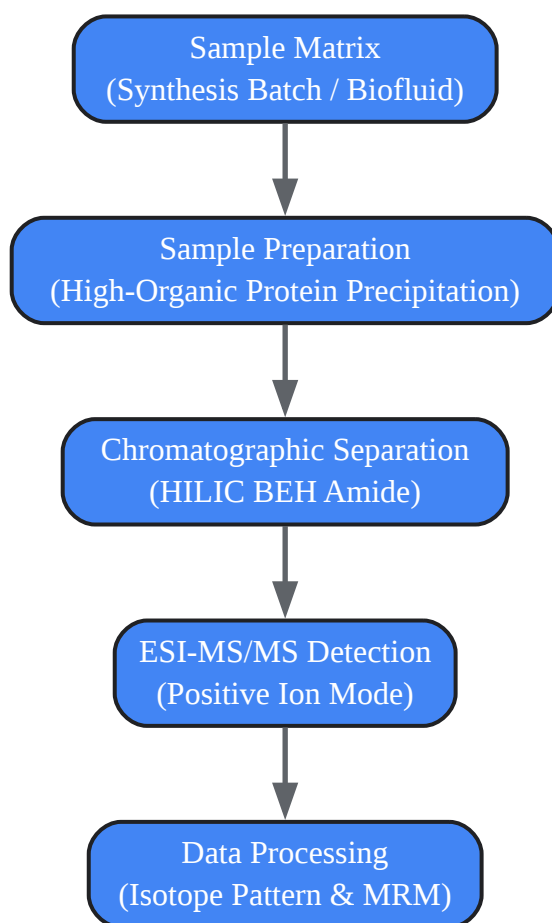 Sample Matrix
(Synthesis Batch / Biofluid)
Sample Preparation
(High-Organic Protein Precipitation)
Chromatographic Separation
(HILIC BEH Amide)
ESI-MS/MS Detection
(Positive Ion Mode)
Data Processing
(Isotope Pattern & MRM)